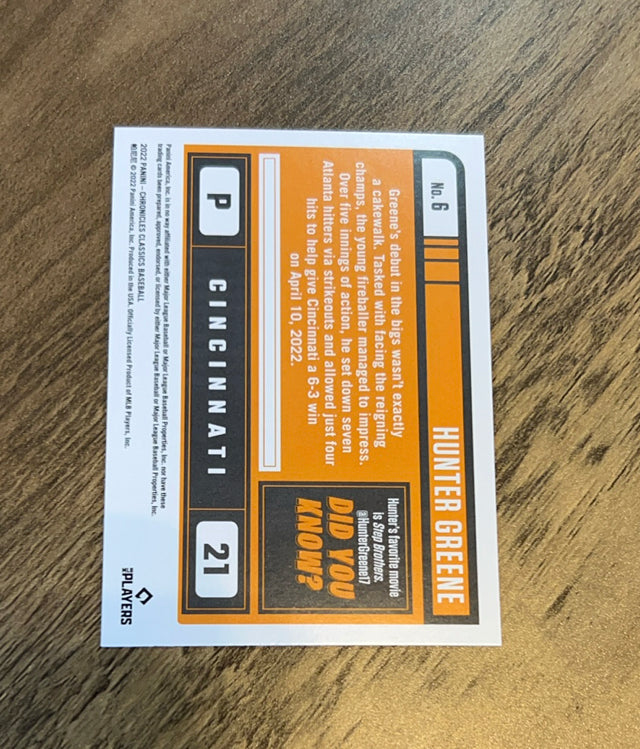 No. 6
HUNTER GREENE
Greene's debut in the bigs wasn't exactly
a cakewalk. Tasked with facing the reigning
champs, the young fireballer managed to impress.
Over five innings of action, he set down seven
Atlanta hitters via strikeouts and allowed just four
hits to help give Cincinnati a 6-3 win
on April 10, 2022.
Hunter's favorite movie
is Step Brothers.
@HunterGreene17
DID YOU
KNOW?
P
CINCINNATI
21
Panini America, Inc. is in no way affiliated with either Major League Baseball or Major League Baseball Properties, Inc. nor have these
trading cards been prepared, approved, endorsed, or licensed by either Major League Baseball or Major League Baseball Properties, Inc.
2022 PANINI – CHRONICLES CLASSICS BASEBALL
© 2022 Panini America, Inc. Produced in the USA. Officially Licensed Product of MLB Players, Inc.
MLB PLAYERS